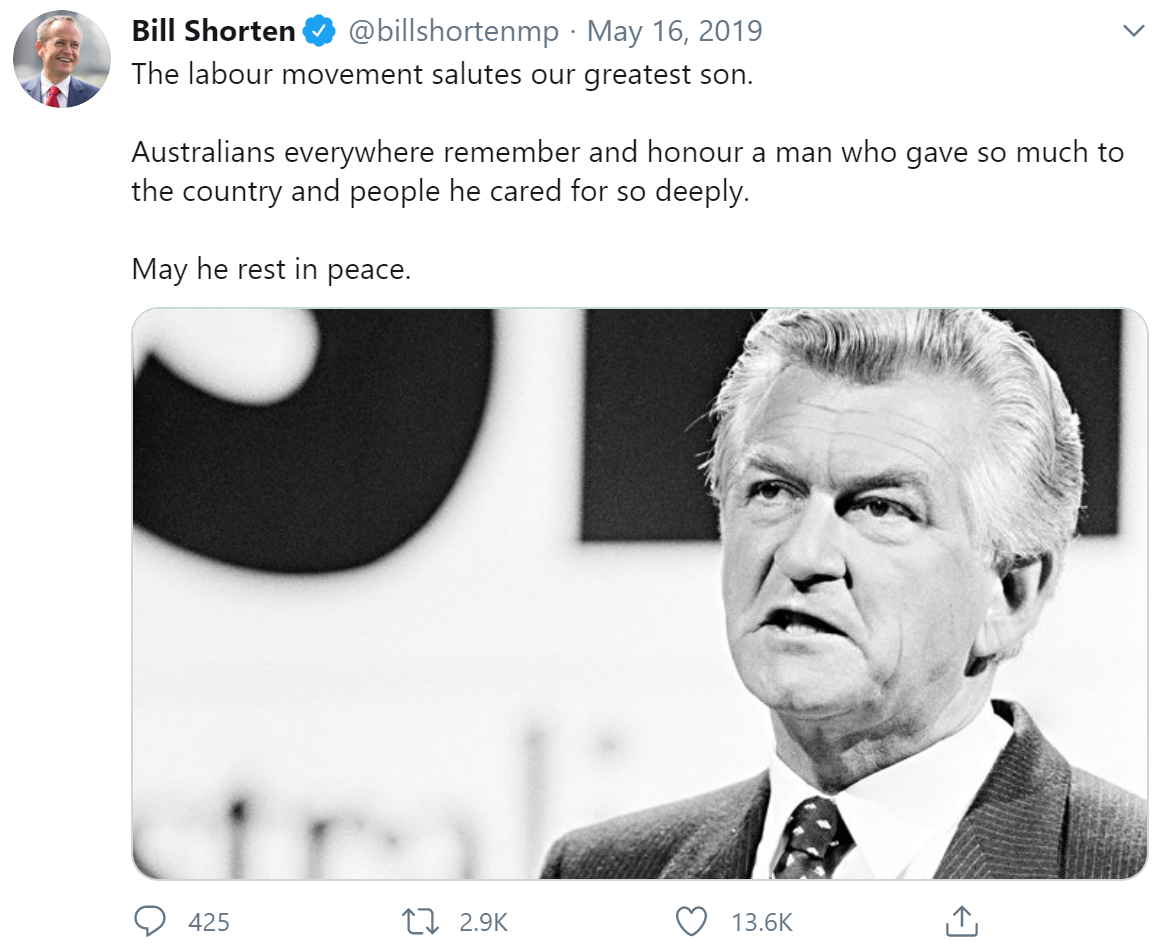 Bill Shorten @billshortenmp · May 16, 2019
The labour movement salutes our greatest son.
Australians everywhere remember and honour a man who gave so much to
the country and people he cared for so deeply.
May he rest in peace.
425 2.9K 13.6K